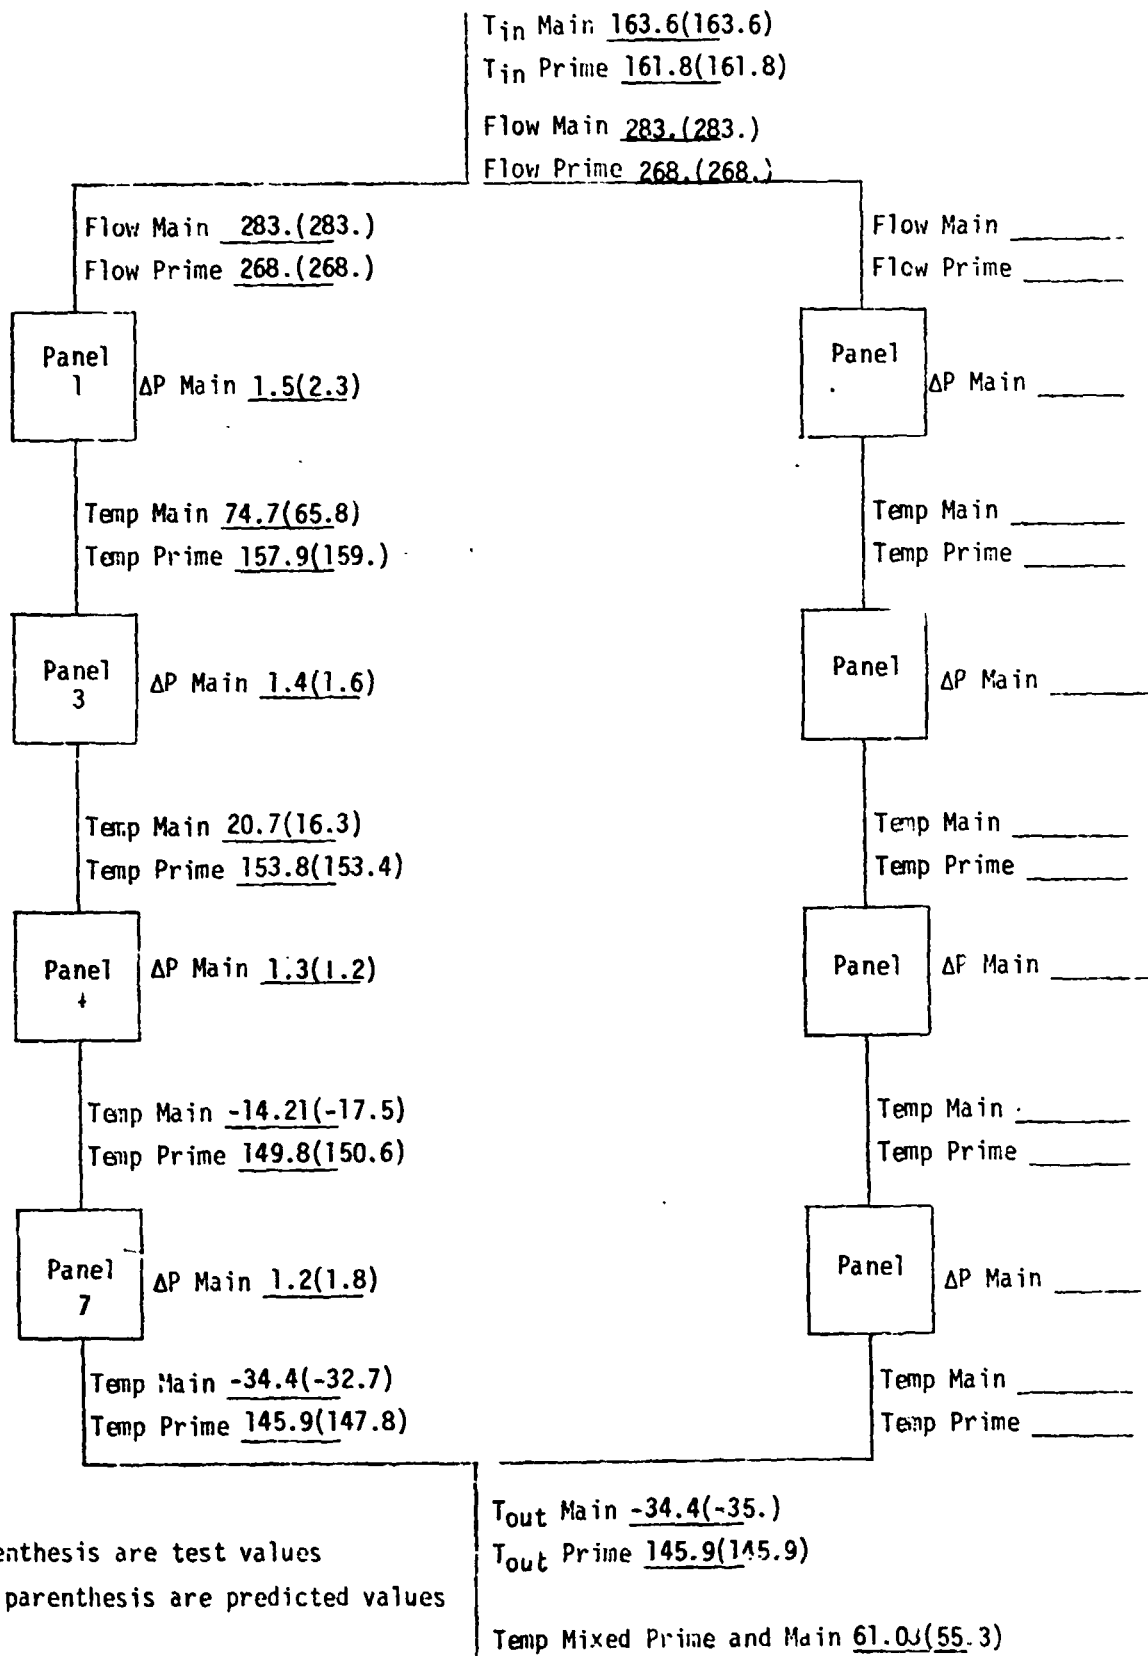 Tin Main 163.6(163.6)
Tin Prime 161.8(161.8)
Flow Main 283.(283.)
Flow Prime 268.(268.)
Flow Main 283.(283.)
Flow Prime 268.(268.)
Panel
1
ΔP Main 1.5(2.3)
Temp Main 74.7(65.8)
Temp Prime 157.9(159.)
Panel
3
ΔP Main 1.4(1.6)
Temp Main 20.7(16.3)
Temp Prime 153.8(153.4)
Panel
ΔP Main 1.3(1.2)
Temp Main -14.21(-17.5)
Temp Prime 149.8(150.6)
Panel
7
ΔP Main 1.2(1.8)
Temp Main -34.4(-32.7)
Temp Prime 145.9(147.8)
Flow Main
Flow Prime
Panel
ΔP Main
Temp Main
Temp Prime
Panel
ΔP Main
Temp Main
Temp Prime
Panel
ΔP Main
Temp Main
Temp Prime
Panel
ΔP Main
Temp Main
Temp Prime
Tout Main -34.4(-35.)
Tout Prime 145.9(145.9)
Temp Mixed Prime and Main (55.3)
enthesis are test values
parenthesis are predicted values